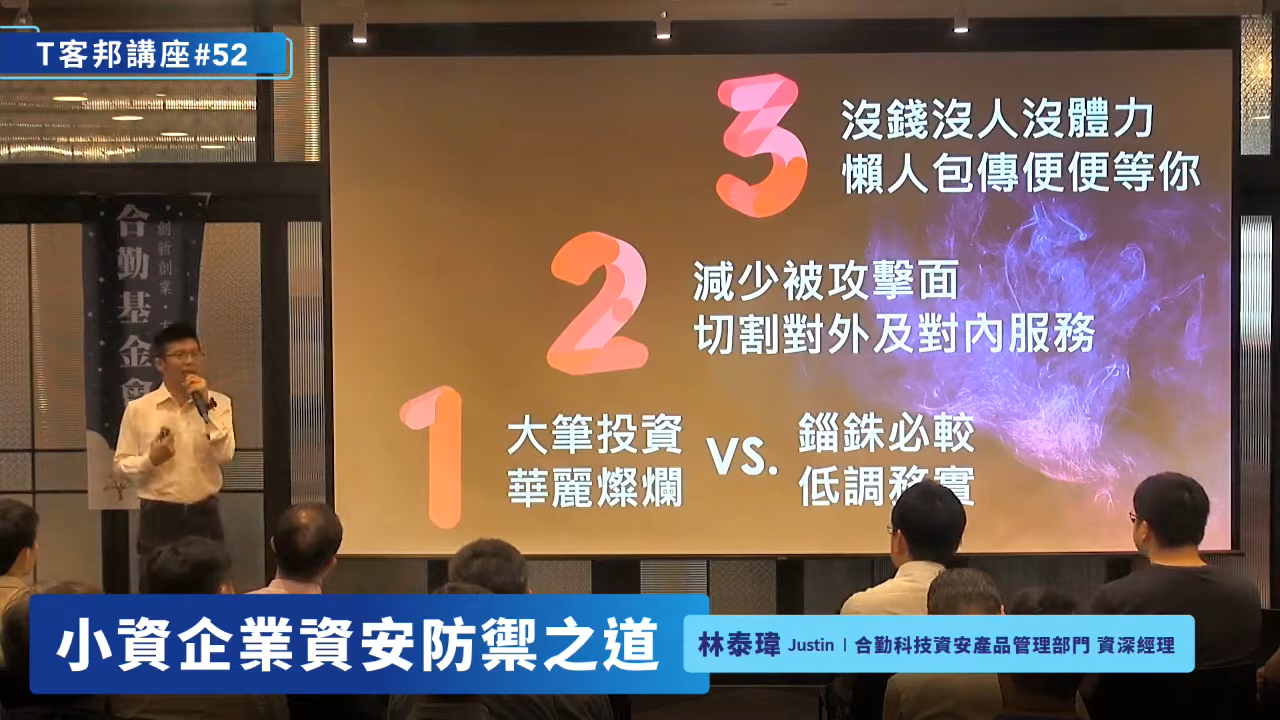 T客邦講座#52
3
沒錢沒人沒體力
懶人包傳便便等你
2
減少被攻擊面
切割對外及對內服務
1
大筆投資
華麗燦爛
VS.
錙銖必較
低調務實
合勤基金會
創新創業・
小資企業資安防禦之道
林泰瑋 Justin | 合勤科技資安產品管理部門 資深經理